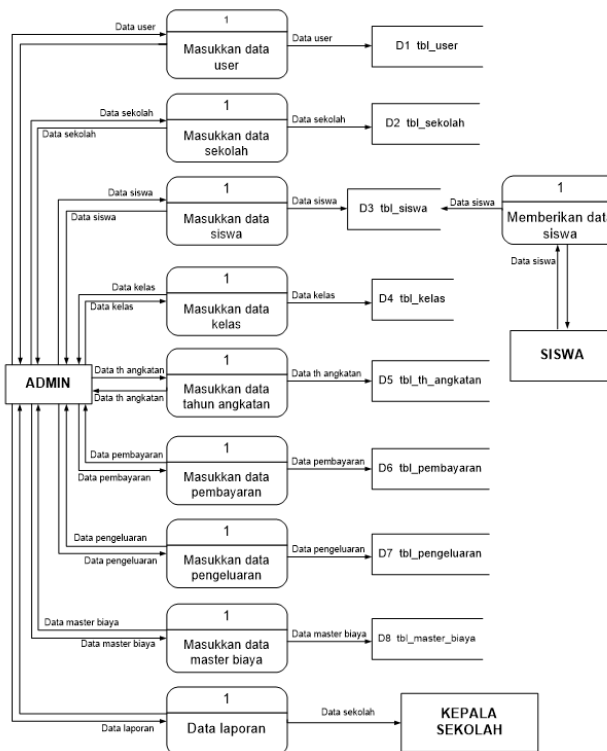 Data user
1
Masukkan data
user
Data user
D1 tbl_user
Data sekolah
Data sekolah
1
Masukkan data
sekolah
Data sekolah
D2 tbl_sekolah
Data siswa
Data siswa
1
Masukkan data
siswa
Data siswa
D3 tbl_siswa
Data siswa
1
Memberikan data
siswa
Data siswa
SISWA
Data kelas
Data kelas
1
Masukkan data
kelas
Data kelas
D4 tbl_kelas
ADMIN
Data th angkatan
Data th angkatan
1
Masukkan data
tahun angkatan
Data th angkatan
D5 tbl_th_angkatan
Data pembayaran
Data pembayaran
1
Masukkan data
pembayaran
Data pembayaran
D6 tbl_pembayaran
Data pengeluaran
Data pengeluaran
1
Masukkan data
pengeluaran
Data pengeluaran
D7 tbl_pengeluaran
Data master biaya
Data master biaya
1
Masukkan data
master biaya
Data master biaya
D8 tbl_master_biaya
Data laporan
1
Data laporan
Data sekolah
KEPALA
SEKOLAH